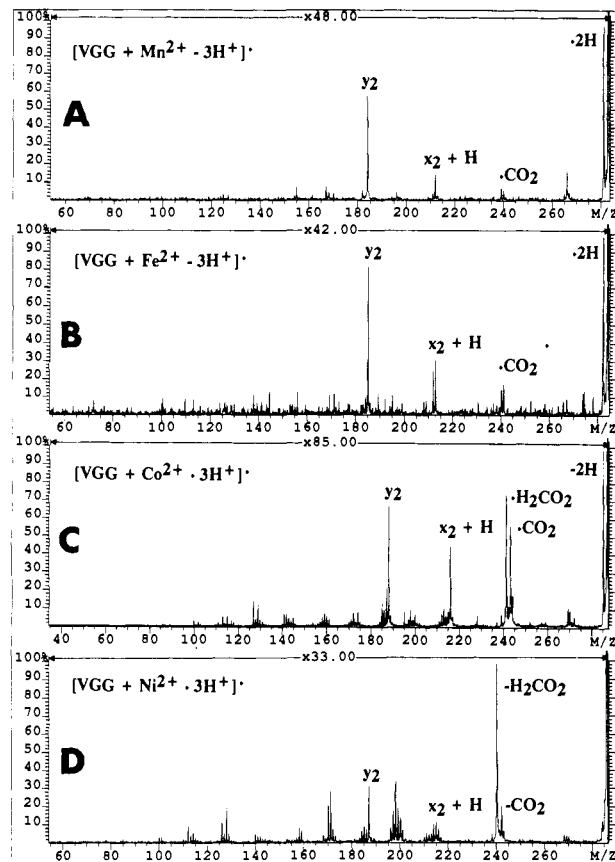 100% x48.00
[VGG + Mn2+ - 3H+]·
·2H
90
80
70
60
y2
50
40
A
30
20
x2 + H
·CO2
10
60 80 100 120 140 160 180 200 220 240 260 M/z
100% x42.00
[VGG + Fe2+ - 3H+]·
y2
·2H
90
80
70
60
50
B
40
x2 + H
30
·CO2
20
10
60 80 100 120 140 160 180 200 220 240 260 M/z
100% x85.00
[VGG + Co2+ · 3H+]·
-2H
90
80
·H2CO2
70
y2
60
·CO2
x2 + H
50
C
40
30
20
10
40 60 80 100 120 140 160 180 200 220 240 260 M/z
100% x33.00
[VGG + Ni2+ · 3H+]·
-H2CO2
90
80
70
60
50
D
40
y2
30
20
x2 + H
-CO2
10
60 80 100 120 140 160 180 200 220 240 260 M/z